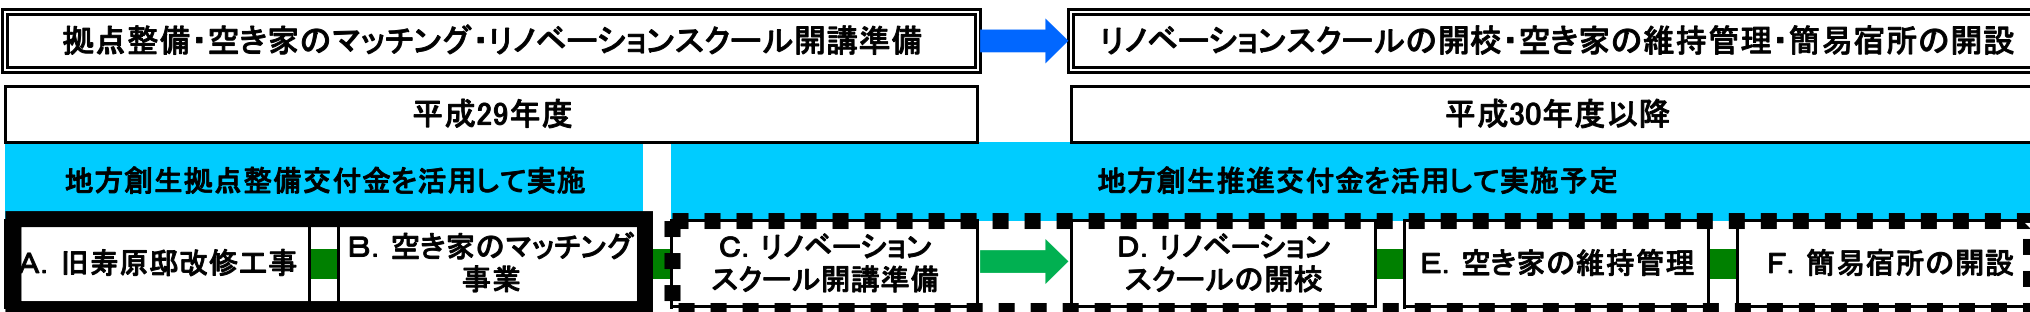 拠点整備・空き家のマッチング・リノベーションスクール開講準備
リノベーションスクールの開校・空き家の維持管理・簡易宿所の開設
平成29年度
平成30年度以降
地方創生拠点整備交付金を活用して実施
地方創生推進交付金を活用して実施予定
A．旧寿原邸改修工事
B．空き家のマッチング
事業
C．リノベーション
スクール開講準備
D．リノベーション
スクールの開校
E．空き家の維持管理
F．簡易宿所の開設